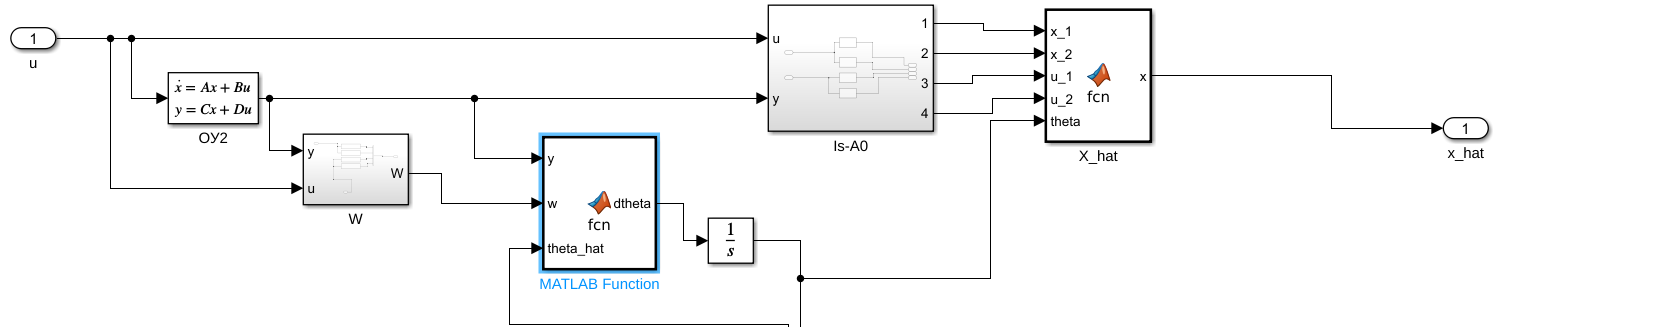 1
u
ẋ = Ax + Bu
y = Cx + Du
ОУ2
y
u
W
W
y
w
theta_hat
dtheta
fcn
MATLAB Function
1
s
u
y
1
2
3
4
Is-A0
x_1
x_2
u_1
u_2
theta
fcn
x
X_hat
1
x_hat